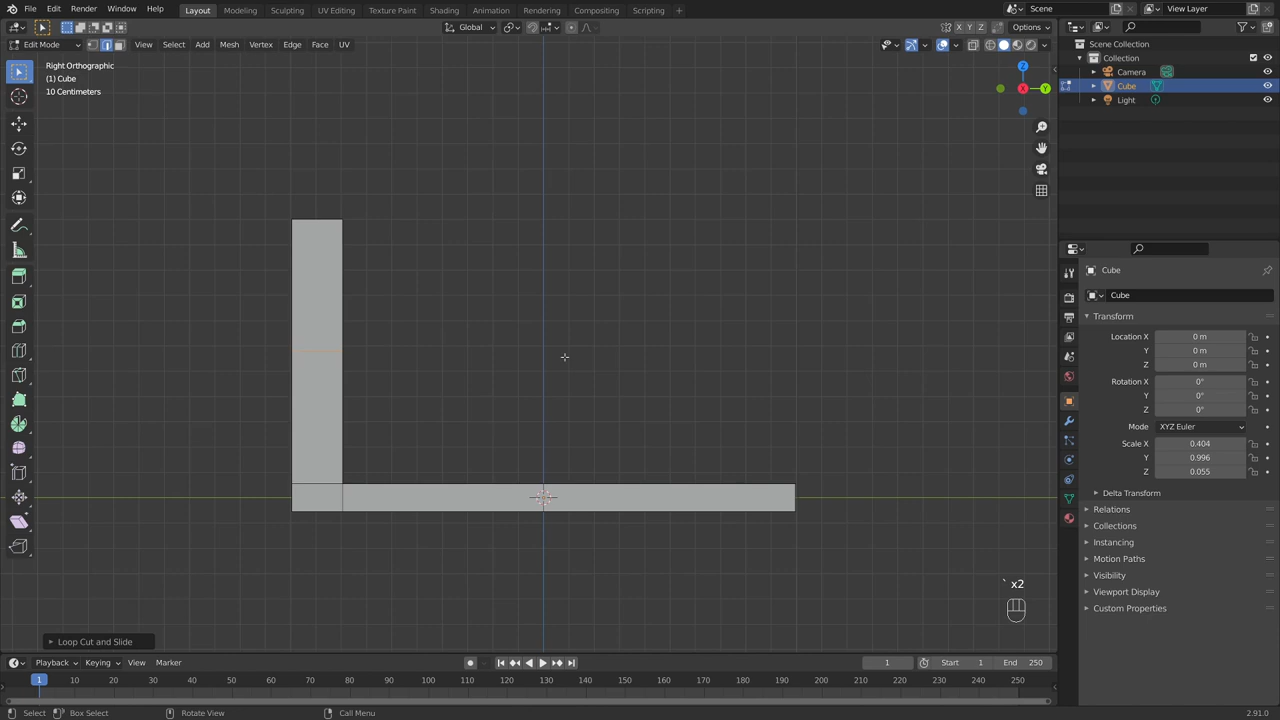 File Edit Render Window Help Layout Modeling Sculpting UV Editing Texture Paint Shading Animation Rendering Compositing Scripting + Scene View Layer
Global X Y Z Options
Edit Mode View Select Add Mesh Vertex Edge Face UV
Scene Collection
Collection
Camera
Cube
Light
Right Orthographic
(1) Cube
10 Centimeters
Z
X
Y
Cube
Cube
Transform
Location X 0 m
Y 0 m
Z 0 m
Rotation X 0°
Y 0°
Z 0°
Mode XYZ Euler
Scale X 0.404
Y 0.996
Z 0.055
Delta Transform
Relations
Collections
Instancing
Motion Paths
Visibility
Viewport Display
Custom Properties
` x2
Loop Cut and Slide
Playback Keying View Marker 1 Start 1 End 250
1 10 20 30 40 50 60 70 80 90 100 110 120 130 140 150 160 170 180 190 200 210 220 230 240 250
Select Box Select Rotate View Call Menu 2.91.0